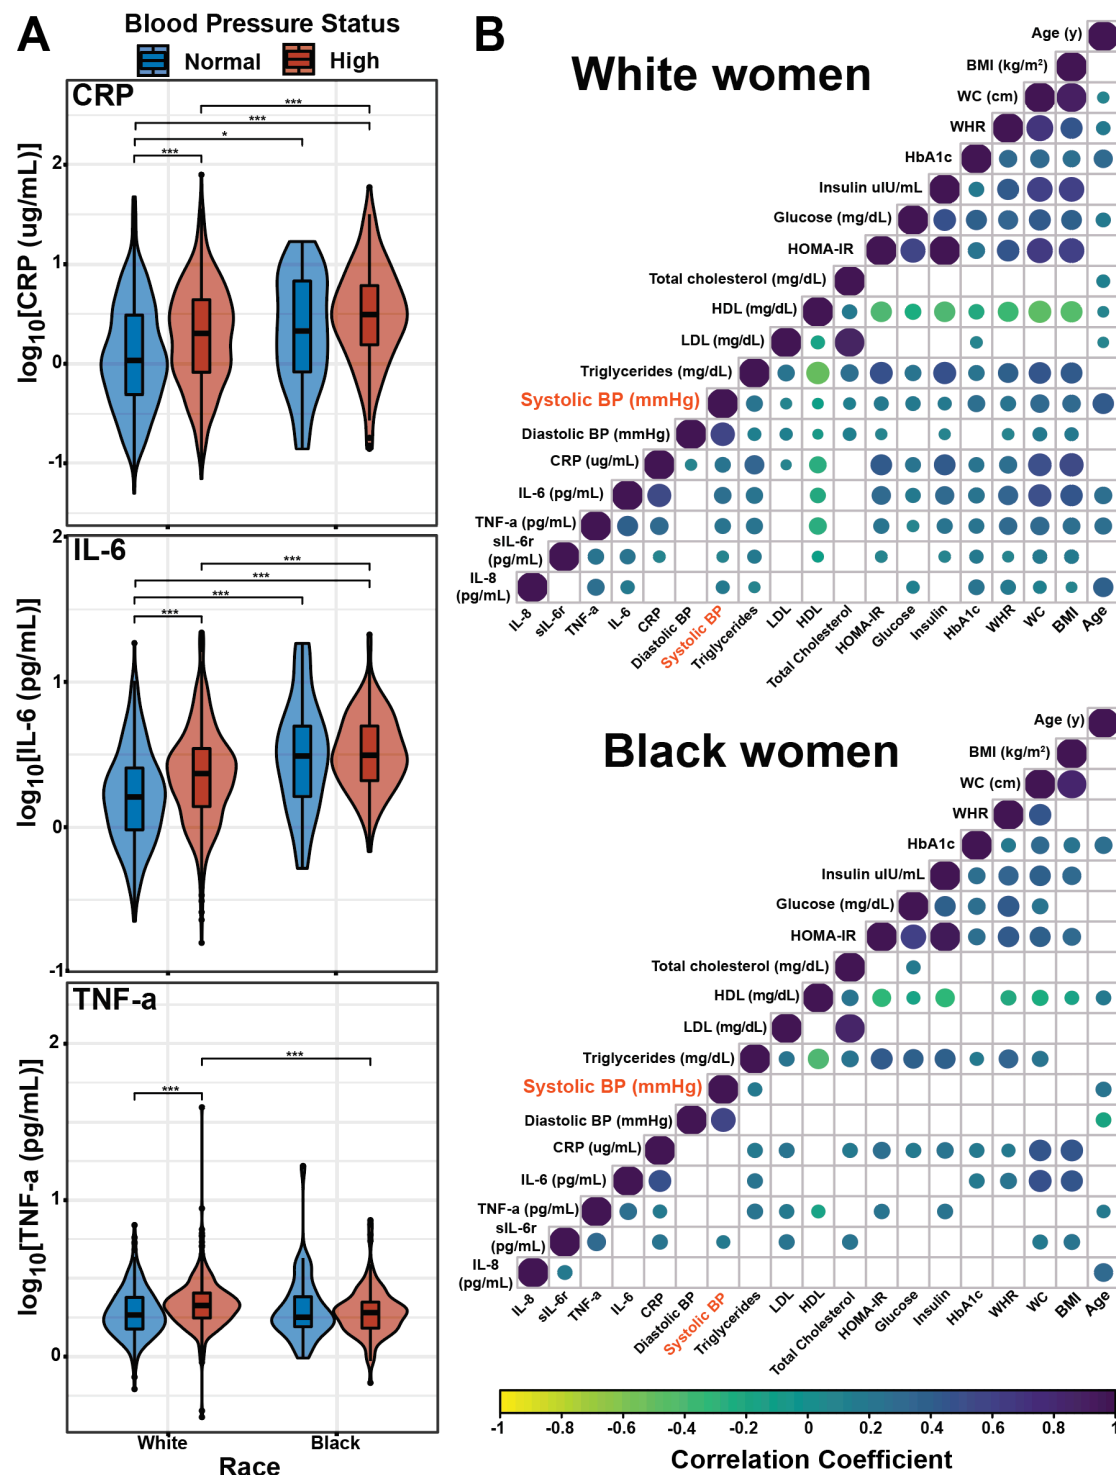 A
Blood Pressure Status
Normal High
CRP
***
***
*
***
log10[CRP (ug/mL)]
2
1
0
-1
IL-6
***
***
***
***
log10[IL-6 (pg/mL)]
2
1
0
-1
TNF-a
***
***
log10[TNF-a (pg/mL)]
2
1
0
White Black
Race
B
White women
Age (y)
BMI (kg/m²)
WC (cm)
WHR
HbA1c
Insulin uIU/mL
Glucose (mg/dL)
HOMA-IR
Total cholesterol (mg/dL)
HDL (mg/dL)
LDL (mg/dL)
Triglycerides (mg/dL)
Systolic BP (mmHg)
Diastolic BP (mmHg)
CRP (ug/mL)
IL-6 (pg/mL)
TNF-a (pg/mL)
sIL-6r
(pg/mL)
IL-8
(pg/mL)
IL-8
sIL-6r
TNF-a
IL-6
CRP
Diastolic BP
Systolic BP
Triglycerides
LDL
HDL
Total Cholesterol
HOMA-IR
Glucose
Insulin
HbA1c
WHR
WC
BMI
Age
Black women
Age (y)
BMI (kg/m²)
WC (cm)
WHR
HbA1c
Insulin uIU/mL
Glucose (mg/dL)
HOMA-IR
Total cholesterol (mg/dL)
HDL (mg/dL)
LDL (mg/dL)
Triglycerides (mg/dL)
Systolic BP (mmHg)
Diastolic BP (mmHg)
CRP (ug/mL)
IL-6 (pg/mL)
TNF-a (pg/mL)
sIL-6r
(pg/mL)
IL-8
(pg/mL)
IL-8
sIL-6r
TNF-a
IL-6
CRP
Diastolic BP
Systolic BP
Triglycerides
LDL
HDL
Total Cholesterol
HOMA-IR
Glucose
Insulin
HbA1c
WHR
WC
BMI
Age
-1 -0.8 -0.6 -0.4 -0.2 0 0.2 0.4 0.6 0.8 1
Correlation Coefficient